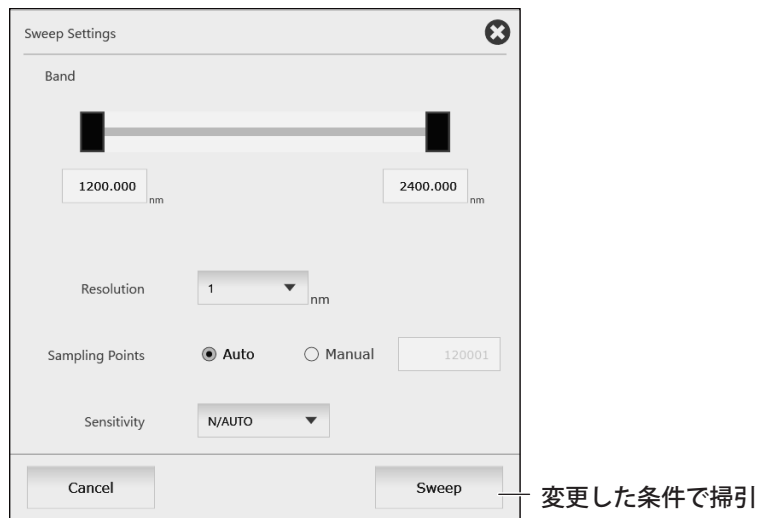 Sweep Settings
Band
1200.000 nm 2400.000 nm
Resolution 1 nm
Sampling Points Auto Manual 120001
Sensitivity N/AUTO
Cancel Sweep 変更した条件で掃引